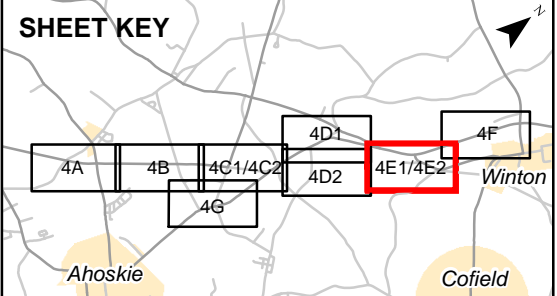 SHEET KEY
N
4D1
4F
4A
4B
4C1/4C2
4D2
4E1/4E2
Winton
4G
Ahoskie
Cofield